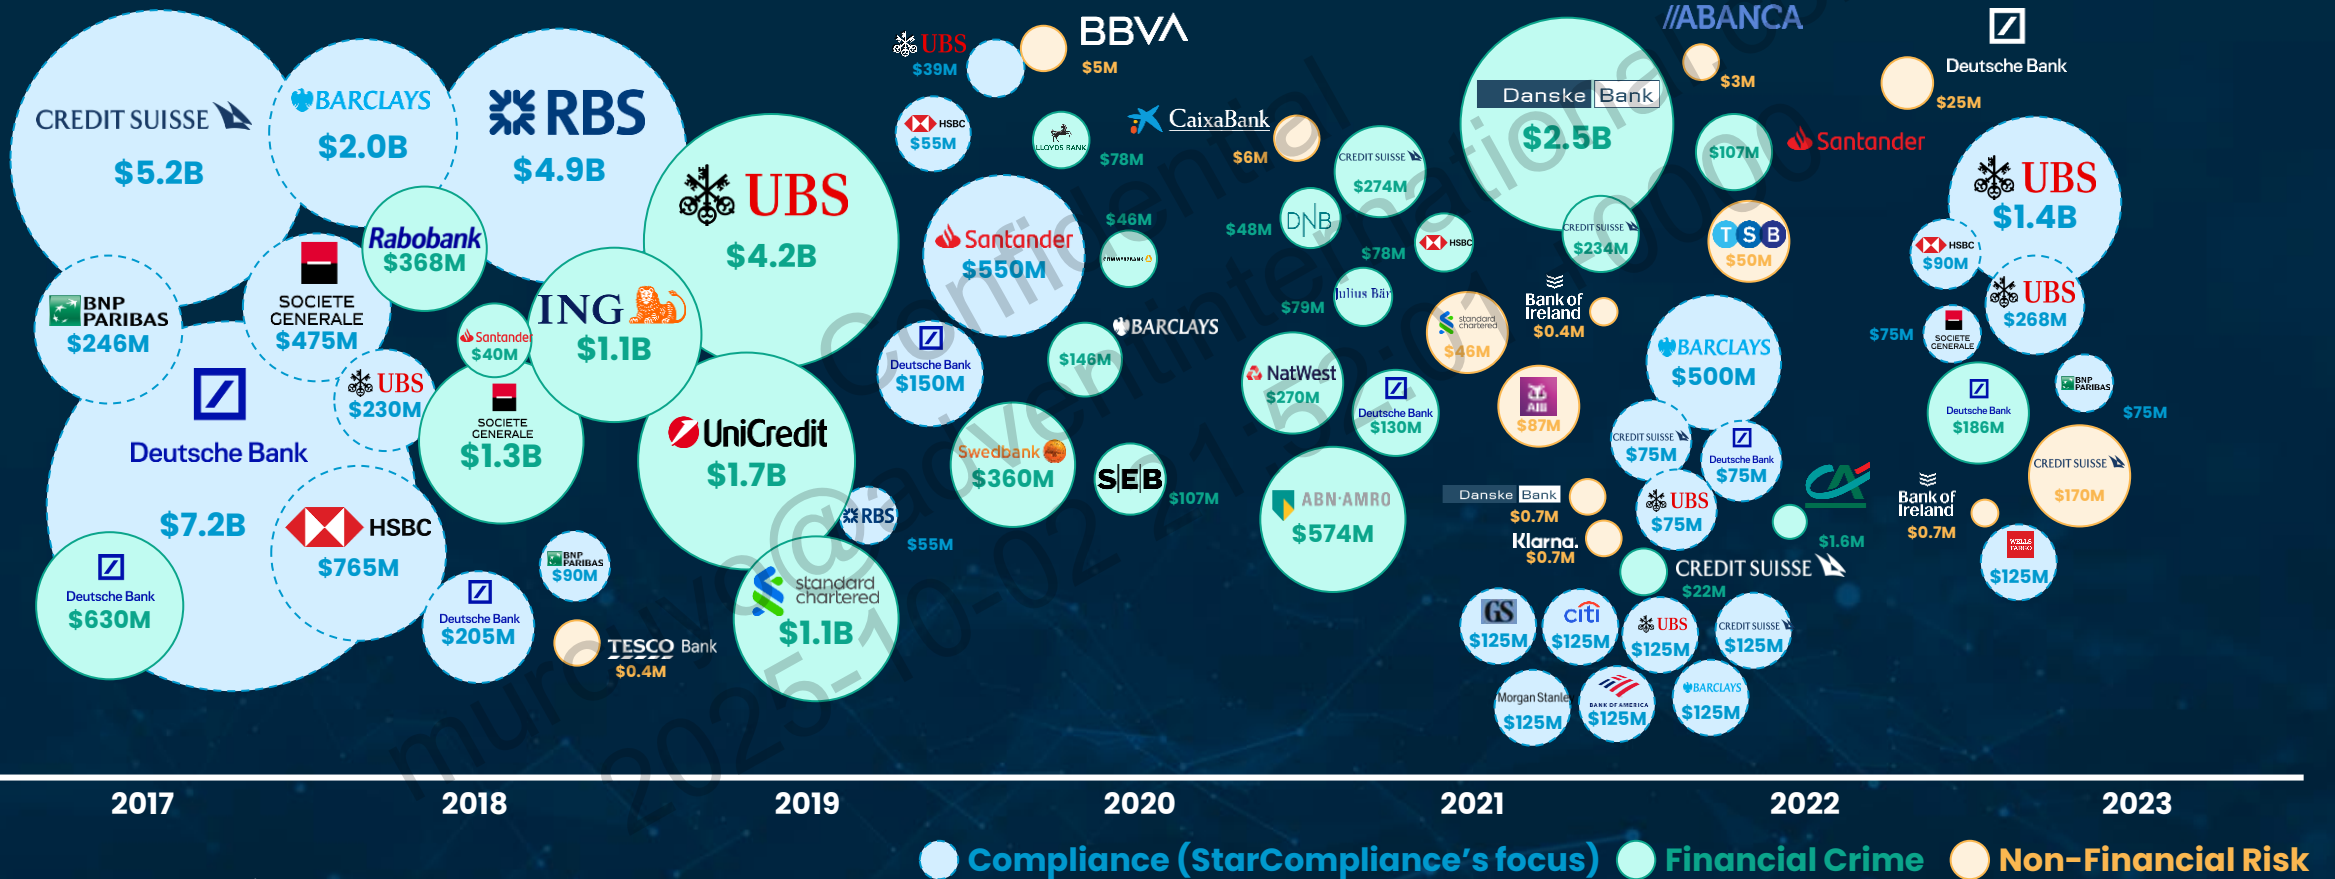 CREDIT SUISSE
$5.2B
BARCLAYS
$2.0B
RBS
$4.9B
Rabobank
$368M
UBS
$4.2B
BNP
PARIBAS
$246M
SOCIETE
GENERALE
$475M
UBS
$230M
Deutsche Bank
$7.2B
HSBC
$765M
Deutsche Bank
$630M
Santander
$40M
ING
$1.1B
SOCIETE
GENERALE
$1.3B
UniCredit
$1.7B
Deutsche Bank
$205M
BNP
PARIBAS
$90M
TESCO Bank
$0.4M
RBS
$55M
standard
chartered
$1.1B
UBS
$39M
BBVA
$5M
HSBC
$55M
LLOYDS BANK
$78M
CaixaBank
$6M
Santander
$550M
$46M
COMMERZBANK
Deutsche Bank
$150M
BARCLAYS
$146M
Swedbank
$360M
SEB
$107M
CREDIT SUISSE
$274M
DNB
$48M
HSBC
$78M
Julius Bär
$79M
NatWest
$270M
Deutsche Bank
$130M
ABN·AMRO
$574M
Danske Bank
$2.5B
CREDIT SUISSE
$234M
standard
chartered
$46M
Bank of
Ireland
$0.4M
AIB
$87M
Danske Bank
$0.7M
Klarna.
$0.7M
//ABANCA
$3M
Santander
$107M
TSB
$50M
BARCLAYS
$500M
CREDIT SUISSE
$75M
Deutsche Bank
$75M
UBS
$75M
CA
$1.6M
CREDIT SUISSE
$22M
GS
$125M
citi
$125M
UBS
$125M
CREDIT SUISSE
$125M
Morgan Stanley
$125M
BANK OF AMERICA
$125M
BARCLAYS
$125M
Deutsche Bank
$25M
UBS
$1.4B
HSBC
$90M
UBS
$268M
SOCIETE
GENERALE
$75M
BNP
PARIBAS
$75M
Deutsche Bank
$186M
CREDIT SUISSE
$170M
Bank of
Ireland
$0.7M
WELLS
FARGO
$125M
2017 2018 2019 2020 2021 2022 2023
Compliance (StarCompliance’s focus) Financial Crime Non-Financial Risk
Confidential